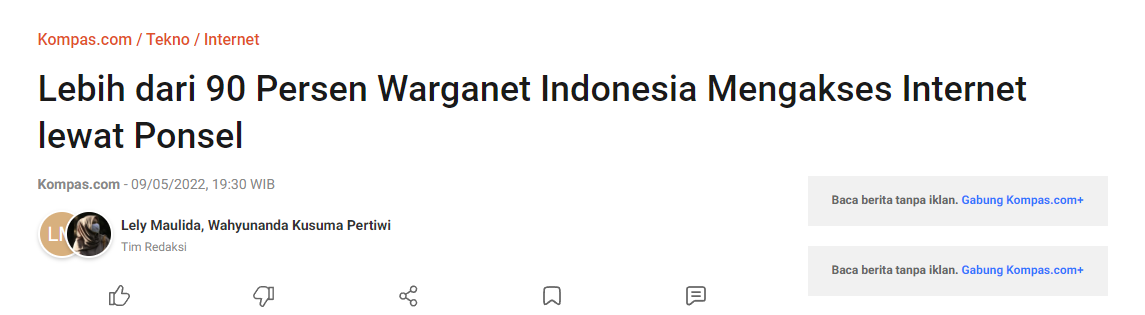 Kompas.com / Tekno / Internet
Lebih dari 90 Persen Warganet Indonesia Mengakses Internet
lewat Ponsel
Kompas.com - 09/05/2022, 19:30 WIB
LM
Lely Maulida, Wahyunanda Kusuma Pertiwi
Tim Redaksi
Baca berita tanpa iklan. Gabung Kompas.com+
Baca berita tanpa iklan. Gabung Kompas.com+